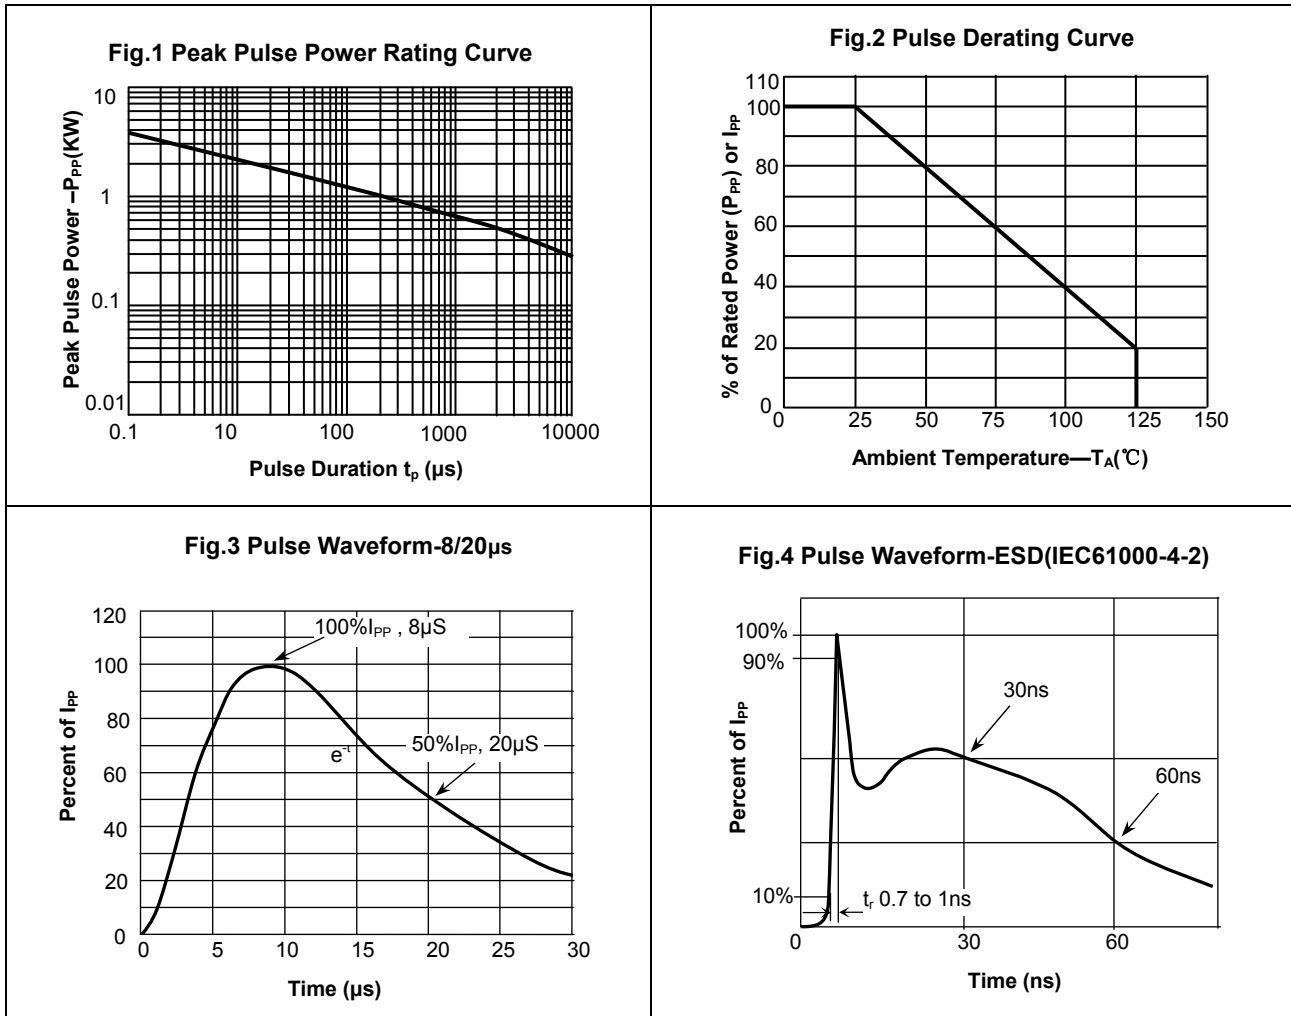 Fig.1 Peak Pulse Power Rating Curve
Peak Pulse Power –PPP(KW)
10
1
0.1
0.01
0.1 10 100 1000 10000
Pulse Duration tp (µs)
Fig.2 Pulse Derating Curve
% of Rated Power (PPP) or IPP
110
100
80
60
40
20
0
0 25 50 75 100 125 150
Ambient Temperature—TA(℃)
Fig.3 Pulse Waveform-8/20µs
Percent of IPP
120
100
80
60
40
20
0
100%IPP , 8µS
50%IPP, 20µS
e-t
0 5 10 15 20 25 30
Time (µs)
Fig.4 Pulse Waveform-ESD(IEC61000-4-2)
Percent of IPP
100%
90%
10%
30ns
60ns
tr 0.7 to 1ns
0 30 60
Time (ns)